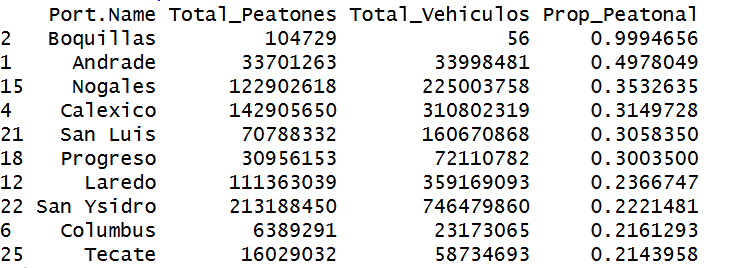 Port.Name Total_Peatones Total_Vehiculos Prop_Peatonal
2 Boquillas 104729 56 0.9994656
1 Andrade 33701263 33998481 0.4978049
15 Nogales 122902618 225003758 0.3532635
4 Calexico 142905650 310802319 0.3149728
21 San Luis 70788332 160670868 0.3058350
18 Progreso 30956153 72110782 0.3003500
12 Laredo 111363039 359169093 0.2366747
22 San Ysidro 213188450 746479860 0.2221481
6 Columbus 6389291 23173065 0.2161293
25 Tecate 16029032 58734693 0.2143958